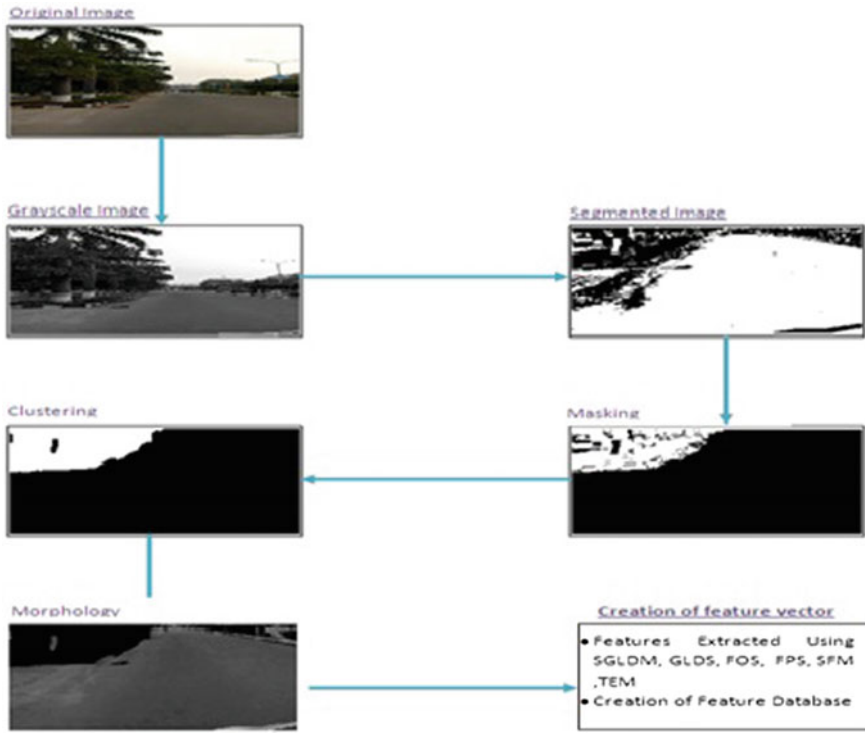 Original Image
Grayscale Image
Segmented Image
Clustering
Masking
Morphology
Creation of feature vector
• Features Extracted Using
SGLDM, GLDS, FOS, FPS, SFM
,TEM
• Creation of Feature Database